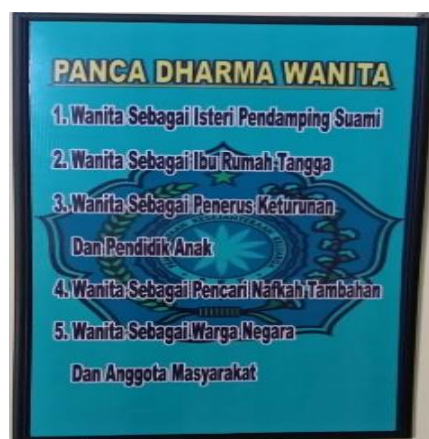 PANCA DHARMA WANITA
1. Wanita Sebagai Isteri Pendamping Suami
2. Wanita Sebagai Ibu Rumah Tangga
3. Wanita Sebagai Penerus Keturunan
Dan Pendidik Anak
4. Wanita Sebagai Pencari Nafkah Tambahan
5. Wanita Sebagai Warga Negara
Dan Anggota Masyarakat